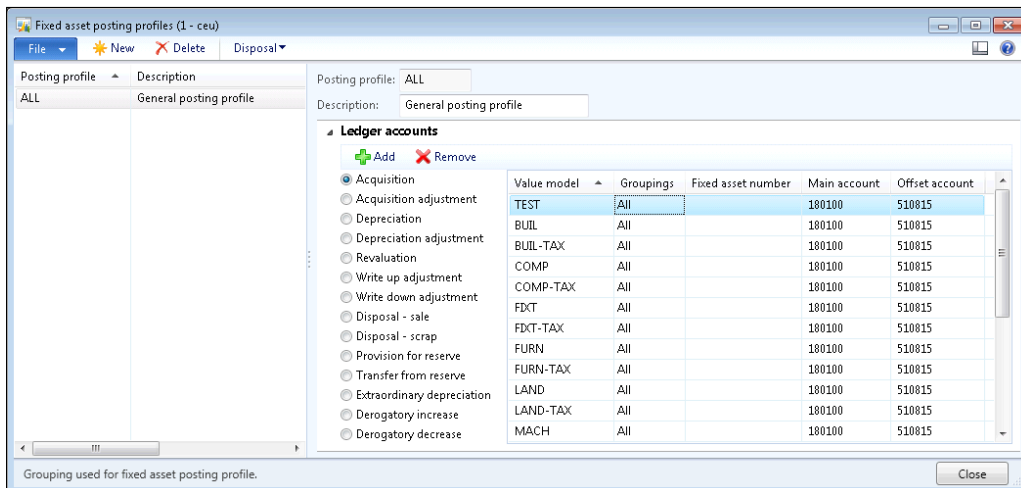 Fixed asset posting profiles (1 - ceu)
File New Delete Disposal
Posting profile Description
ALL General posting profile
Posting profile: ALL
Description: General posting profile
Ledger accounts
Add Remove
Acquisition
Acquisition adjustment
Depreciation
Depreciation adjustment
Revaluation
Write up adjustment
Write down adjustment
Disposal - sale
Disposal - scrap
Provision for reserve
Transfer from reserve
Extraordinary depreciation
Derogatory increase
Derogatory decrease
Value model Groupings Fixed asset number Main account Offset account
TEST All 180100 510815
BUIL All 180100 510815
BUIL-TAX All 180100 510815
COMP All 180100 510815
COMP-TAX All 180100 510815
FIXT All 180100 510815
FIXT-TAX All 180100 510815
FURN All 180100 510815
FURN-TAX All 180100 510815
LAND All 180100 510815
LAND-TAX All 180100 510815
MACH All 180100 510815
Grouping used for fixed asset posting profile.
Close